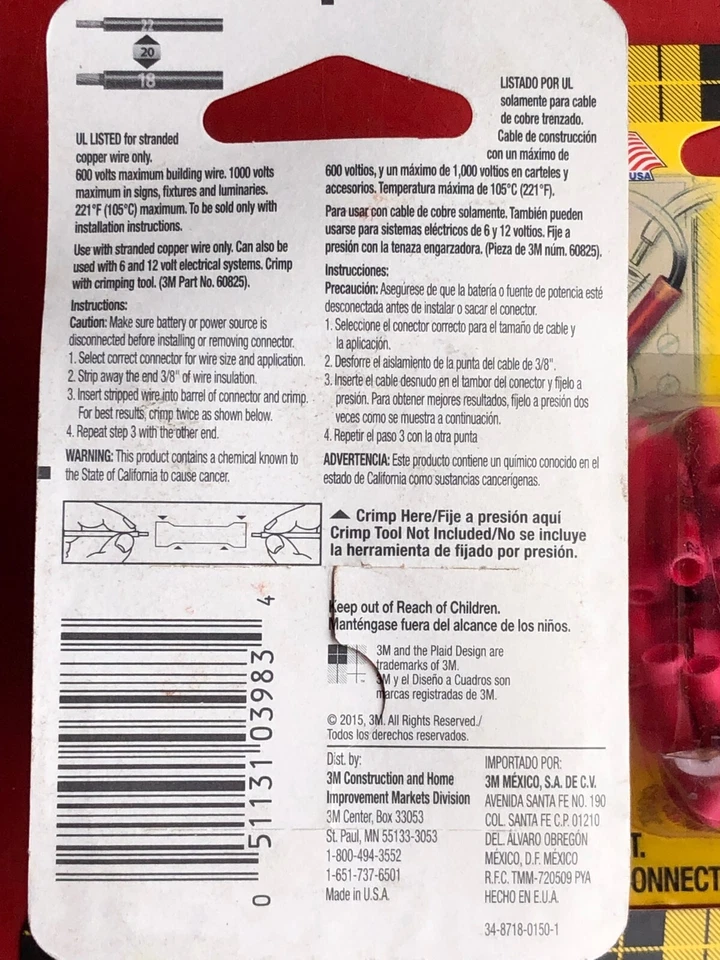 22
20
18
UL LISTED for stranded
copper wire only.
600 volts maximum building wire. 1000 volts
maximum in signs, fixtures and luminaries.
221°F (105°C) maximum. To be sold only with
installation instructions.
Use with stranded copper wire only. Can also be
used with 6 and 12 volt electrical systems. Crimp
with crimping tool. (3M Part No. 60825).
Instructions:
Caution: Make sure battery or power source is
disconnected before installing or removing connector.
1. Select correct connector for wire size and application.
2. Strip away the end 3/8" of wire insulation.
3. Insert stripped wire into barrel of connector and crimp.
For best results, crimp twice as shown below.
4. Repeat step 3 with the other end.
WARNING: This product contains a chemical known to
the State of California to cause cancer.
LISTADO POR UL
solamente para cable
de cobre trenzado.
Cable de construcción
con un máximo de
600 voltios, y un máximo de 1,000 voltios en carteles y
accesorios. Temperatura máxima de 105°C (221°F).
Para usar con cable de cobre solamente. También pueden
usarse para sistemas eléctricos de 6 y 12 voltios. Fije a
presión con la tenaza engarzadora. (Pieza de 3M núm. 60825).
Instrucciones:
Precaución: Asegúrese de que la batería o fuente de potencia esté
desconectada antes de instalar o sacar el conector.
1. Seleccione el conector correcto para el tamaño de cable y
la aplicación.
2. Desforre el aislamiento de la punta del cable de 3/8".
3. Inserte el cable desnudo en el tambor del conector y fíjelo a
presión. Para obtener mejores resultados, fíjelo a presión dos
veces como se muestra a continuación.
4. Repetir el paso 3 con la otra punta
ADVERTENCIA: Este producto contiene un químico conocido en el
estado de California como sustancias cancerígenas.
Crimp Here/Fije a presión aquí
Crimp Tool Not Included/No se incluye
la herramienta de fijado por presión.
Keep out of Reach of Children.
Manténgase fuera del alcance de los niños.
3M and the Plaid Design are
trademarks of 3M.
3M y el Diseño a Cuadros son
marcas registradas de 3M.
© 2015, 3M. All Rights Reserved./
Todos los derechos reservados.
Dist. by:
3M Construction and Home
Improvement Markets Division
3M Center, Box 33053
St. Paul, MN 55133-3053
1-800-494-3552
1-651-737-6501
Made in U.S.A.
IMPORTADO POR:
3M MÉXICO, S.A. DE C.V.
AVENIDA SANTA FE NO. 190
COL. SANTA FE C.P. 01210
DEL. ÁLVARO OBREGÓN
MÉXICO, D.F. MÉXICO
R.F.C. TMM-720509 PYA
HECHO EN E.U.A.
34-8718-0150-1
0 51131 03983 4
USA
T.
ONNECT